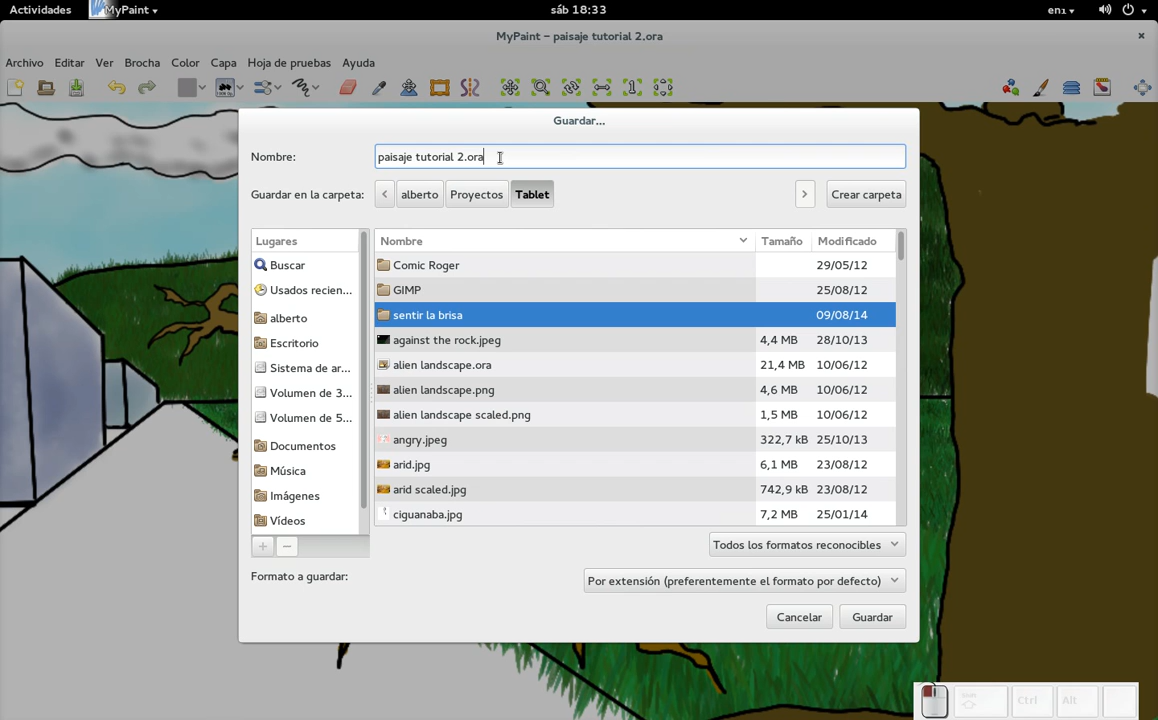 Actividades MyPaint sáb 18:33 en1
MyPaint – paisaje tutorial 2.ora
Archivo Editar Ver Brocha Color Capa Hoja de pruebas Ayuda
Guardar...
Nombre: paisaje tutorial 2.ora
Guardar en la carpeta: alberto Proyectos Tablet Crear carpeta
Lugares
Buscar
Usados recien...
alberto
Escritorio
Sistema de ar...
Volumen de 3...
Volumen de 5...
Documentos
Música
Imágenes
Vídeos
Nombre Tamaño Modificado
Comic Roger 29/05/12
GIMP 25/08/12
sentir la brisa 09/08/14
against the rock.jpeg 4,4 MB 28/10/13
alien landscape.ora 21,4 MB 10/06/12
alien landscape.png 4,6 MB 10/06/12
alien landscape scaled.png 1,5 MB 10/06/12
angry.jpeg 322,7 kB 25/10/13
arid.jpg 6,1 MB 23/08/12
arid scaled.jpg 742,9 kB 23/08/12
ciguanaba.jpg 7,2 MB 25/01/14
Todos los formatos reconocibles
Formato a guardar: Por extensión (preferentemente el formato por defecto)
Cancelar Guardar
Ctrl Alt